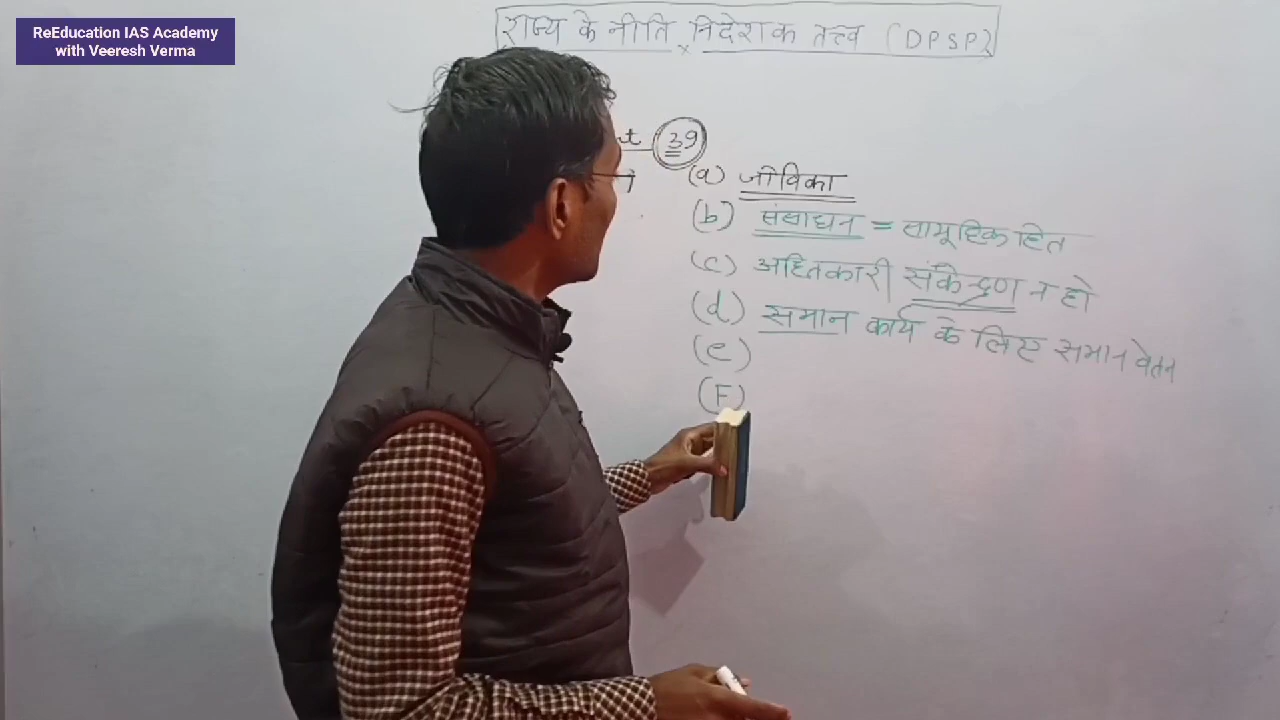 ReEducation IAS Academy
with Veeresh Verma
राज्य के नीति निदेशक तत्त्व (DPSP)
39
(a) जीविका
(b) संसाधन = सामूहिक हित
(c) अहितकारी संकेन्द्रण न हो
(d) समान कार्य के लिए समान वेतन
(e)
(F)